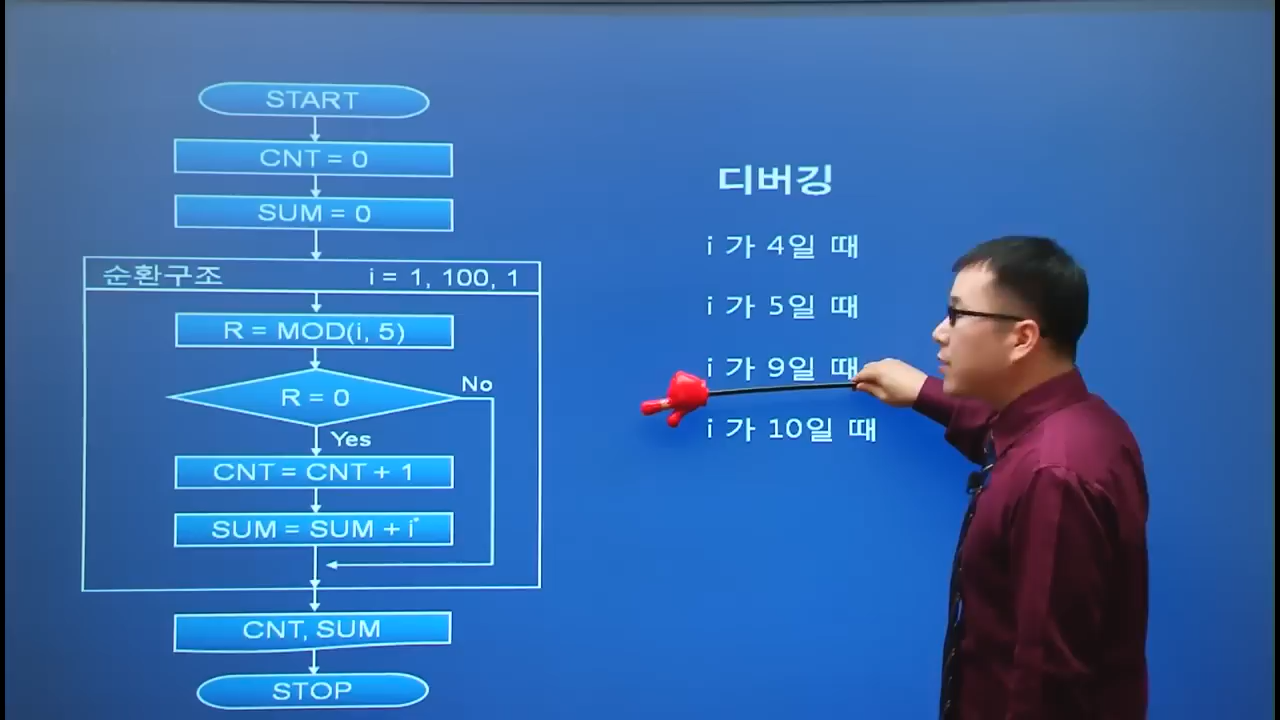 START
CNT = 0
SUM = 0
순환구조 i = 1, 100, 1
R = MOD(i, 5)
R = 0
No
Yes
CNT = CNT + 1
SUM = SUM + i
CNT, SUM
STOP
디버깅
i 가 4일 때
i 가 5일 때
i 가 9일 때
i 가 10일 때